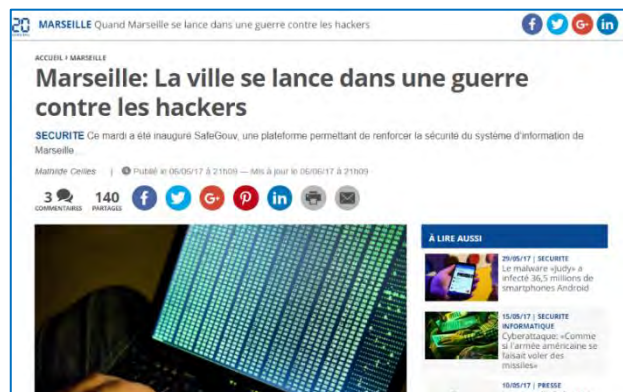 20 MARSEILLE Quand Marseille se lance dans une guerre contre les hackers
ACCUEIL › MARSEILLE
Marseille: La ville se lance dans une guerre
contre les hackers
SECURITE Ce mardi a été inauguré SafeGouv, une plateforme permettant de renforcer la sécurité du système d'information de
Marseille...
Mathilde Ceilles | Publié le 06/06/17 à 21h09 — Mis à jour le 06/06/17 à 21h09
3
COMMENTAIRES
140
PARTAGES
À LIRE AUSSI
29/05/17 | SECURITE
Le malware «Judy» a
infecté 36,5 millions de
smartphones Android
15/05/17 | SECURITE
INFORMATIQUE
Cyberattaque: «Comme
si l'armée américaine se
faisait voler des
missiles»
10/05/17 | PRESSE